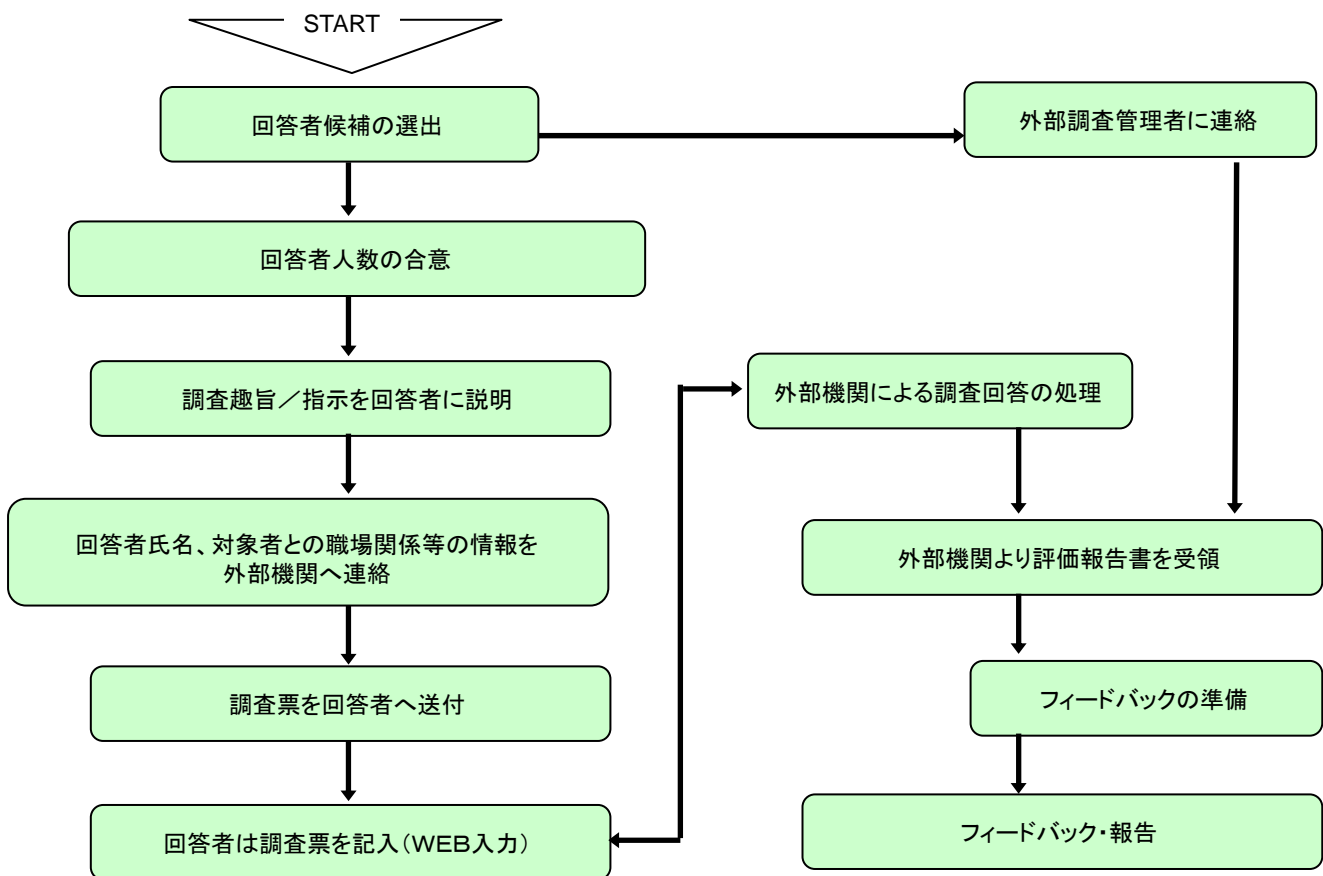 START
回答者候補の選出
外部調査管理者に連絡
回答者人数の合意
調査趣旨／指示を回答者に説明
外部機関による調査回答の処理
回答者氏名、対象者との職場関係等の情報を
外部機関へ連絡
外部機関より評価報告書を受領
調査票を回答者へ送付
フィードバックの準備
回答者は調査票を記入（ＷＥＢ入力）
フィードバック・報告